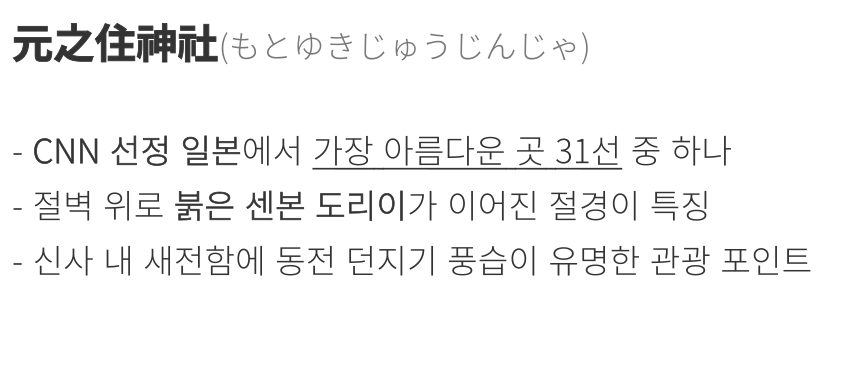 元之住神社(もとゆきじゅうじんじゃ)
- CNN 선정 일본에서 가장 아름다운 곳 31선 중 하나
- 절벽 위로 붉은 센본 도리이가 이어진 절경이 특징
- 신사 내 새전함에 동전 던지기 풍습이 유명한 관광 포인트